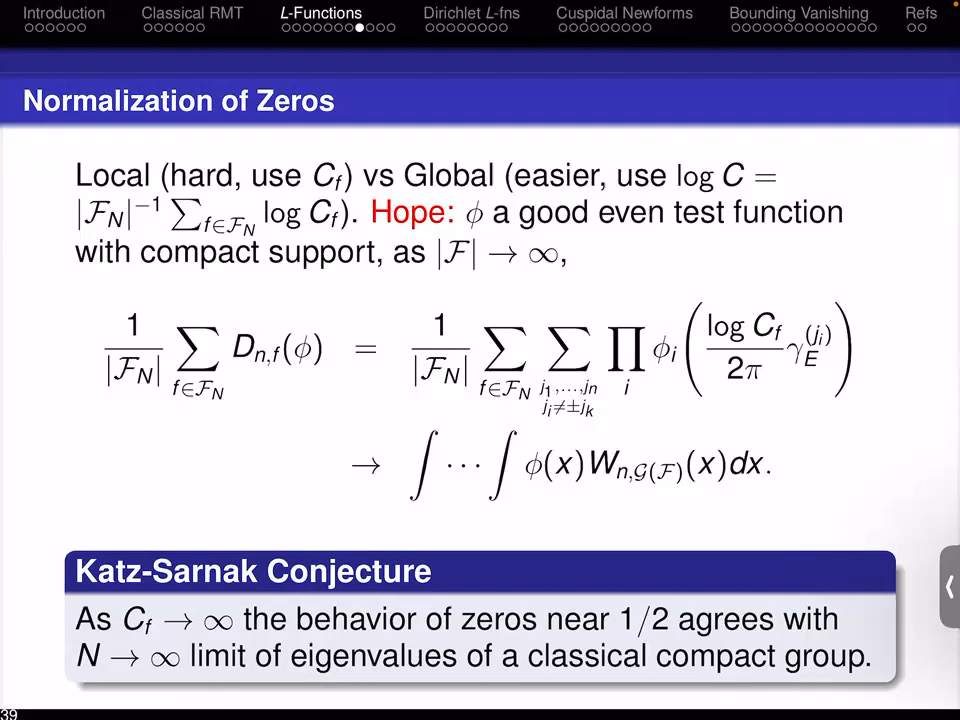 Introduction Classical RMT L-Functions Dirichlet L-fns Cuspidal Newforms Bounding Vanishing Refs
Normalization of Zeros
Local (hard, use C_f) vs Global (easier, use log C =
|F_N|^{-1} ∑_{f∈F_N} log C_f). Hope: φ a good even test function
with compact support, as |F| → ∞,
1/|F_N| ∑_{f∈F_N} D_{n,f}(φ) = 1/|F_N| ∑_{f∈F_N} ∑_{j_1,...,j_n j_i≠±j_k} ∏_i φ_i (log C_f/2π γ_E^{(j_i)})
→ ∫ ··· ∫ φ(x)W_{n,G(F)}(x)dx.
Katz-Sarnak Conjecture
As C_f → ∞ the behavior of zeros near 1/2 agrees with
N → ∞ limit of eigenvalues of a classical compact group.
39